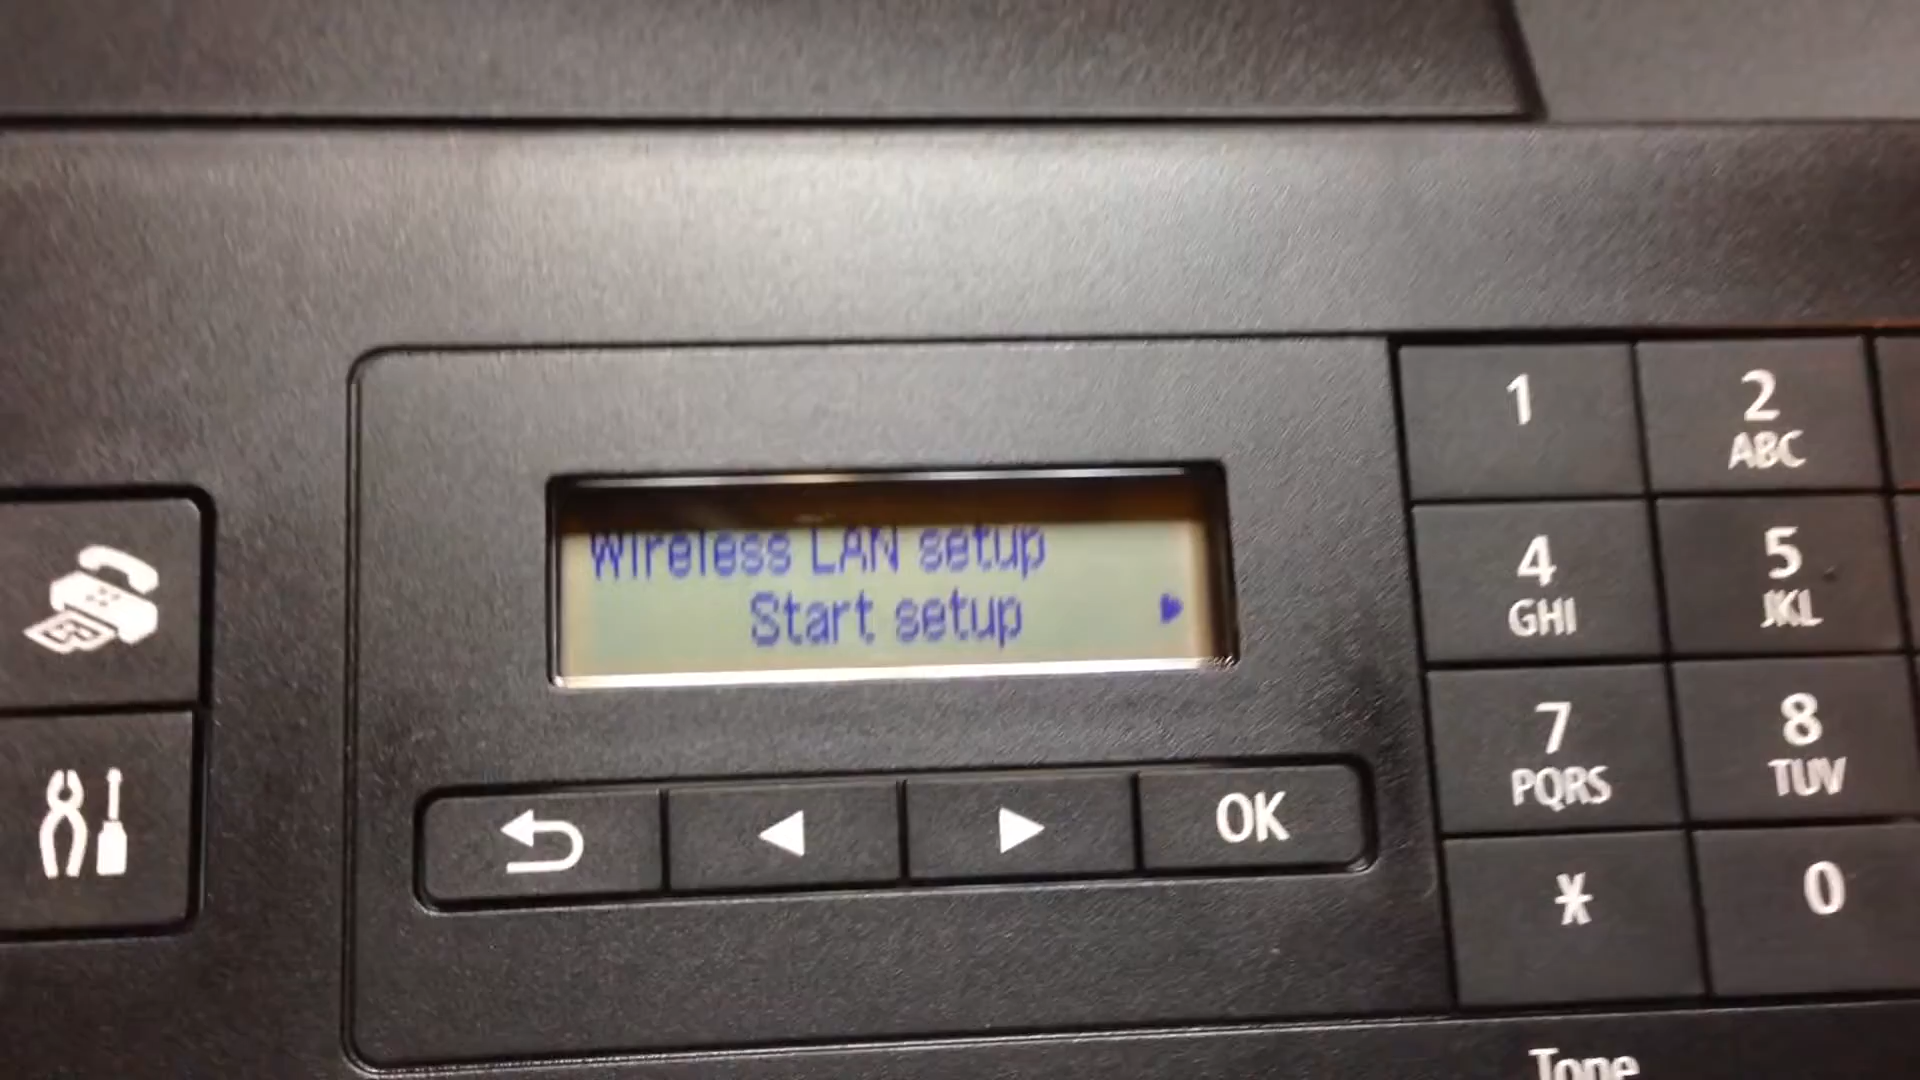 Wireless LAN setup
Start setup
OK
1
2
ABC
4
GHI
5
JKL
7
PQRS
8
TUV
*
0
Tone